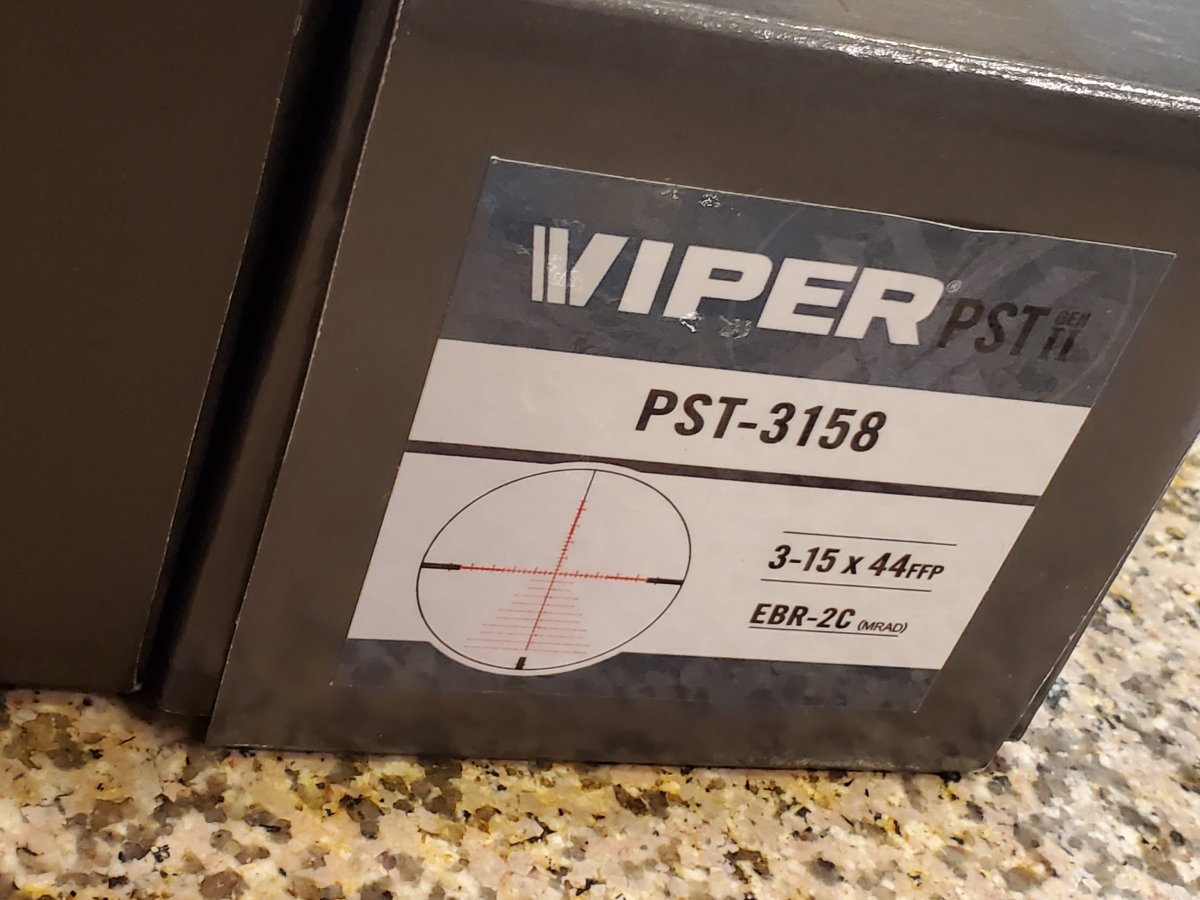 VIPER® PST GEN II
PST-3158
3-15 x 44FFP
EBR-2C (MRAD)